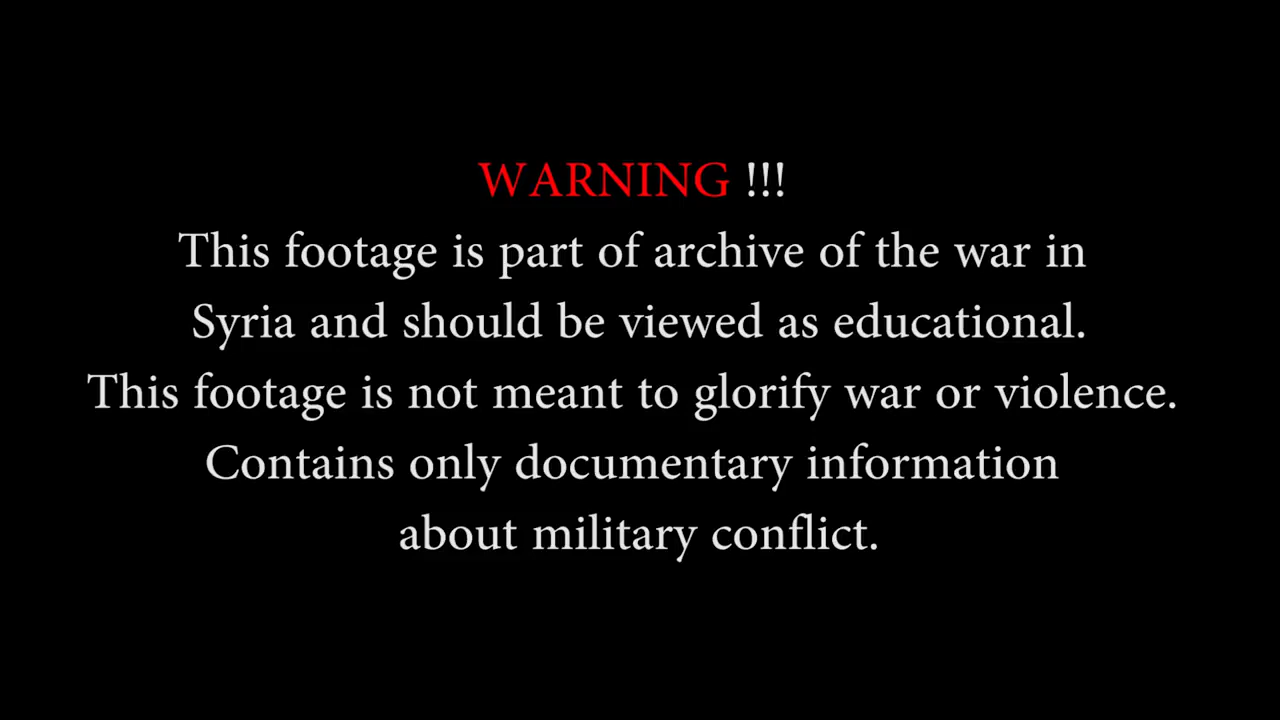 WARNING !!!
This footage is part of archive of the war in
Syria and should be viewed as educational.
This footage is not meant to glorify war or violence.
Contains only documentary information
about military conflict.